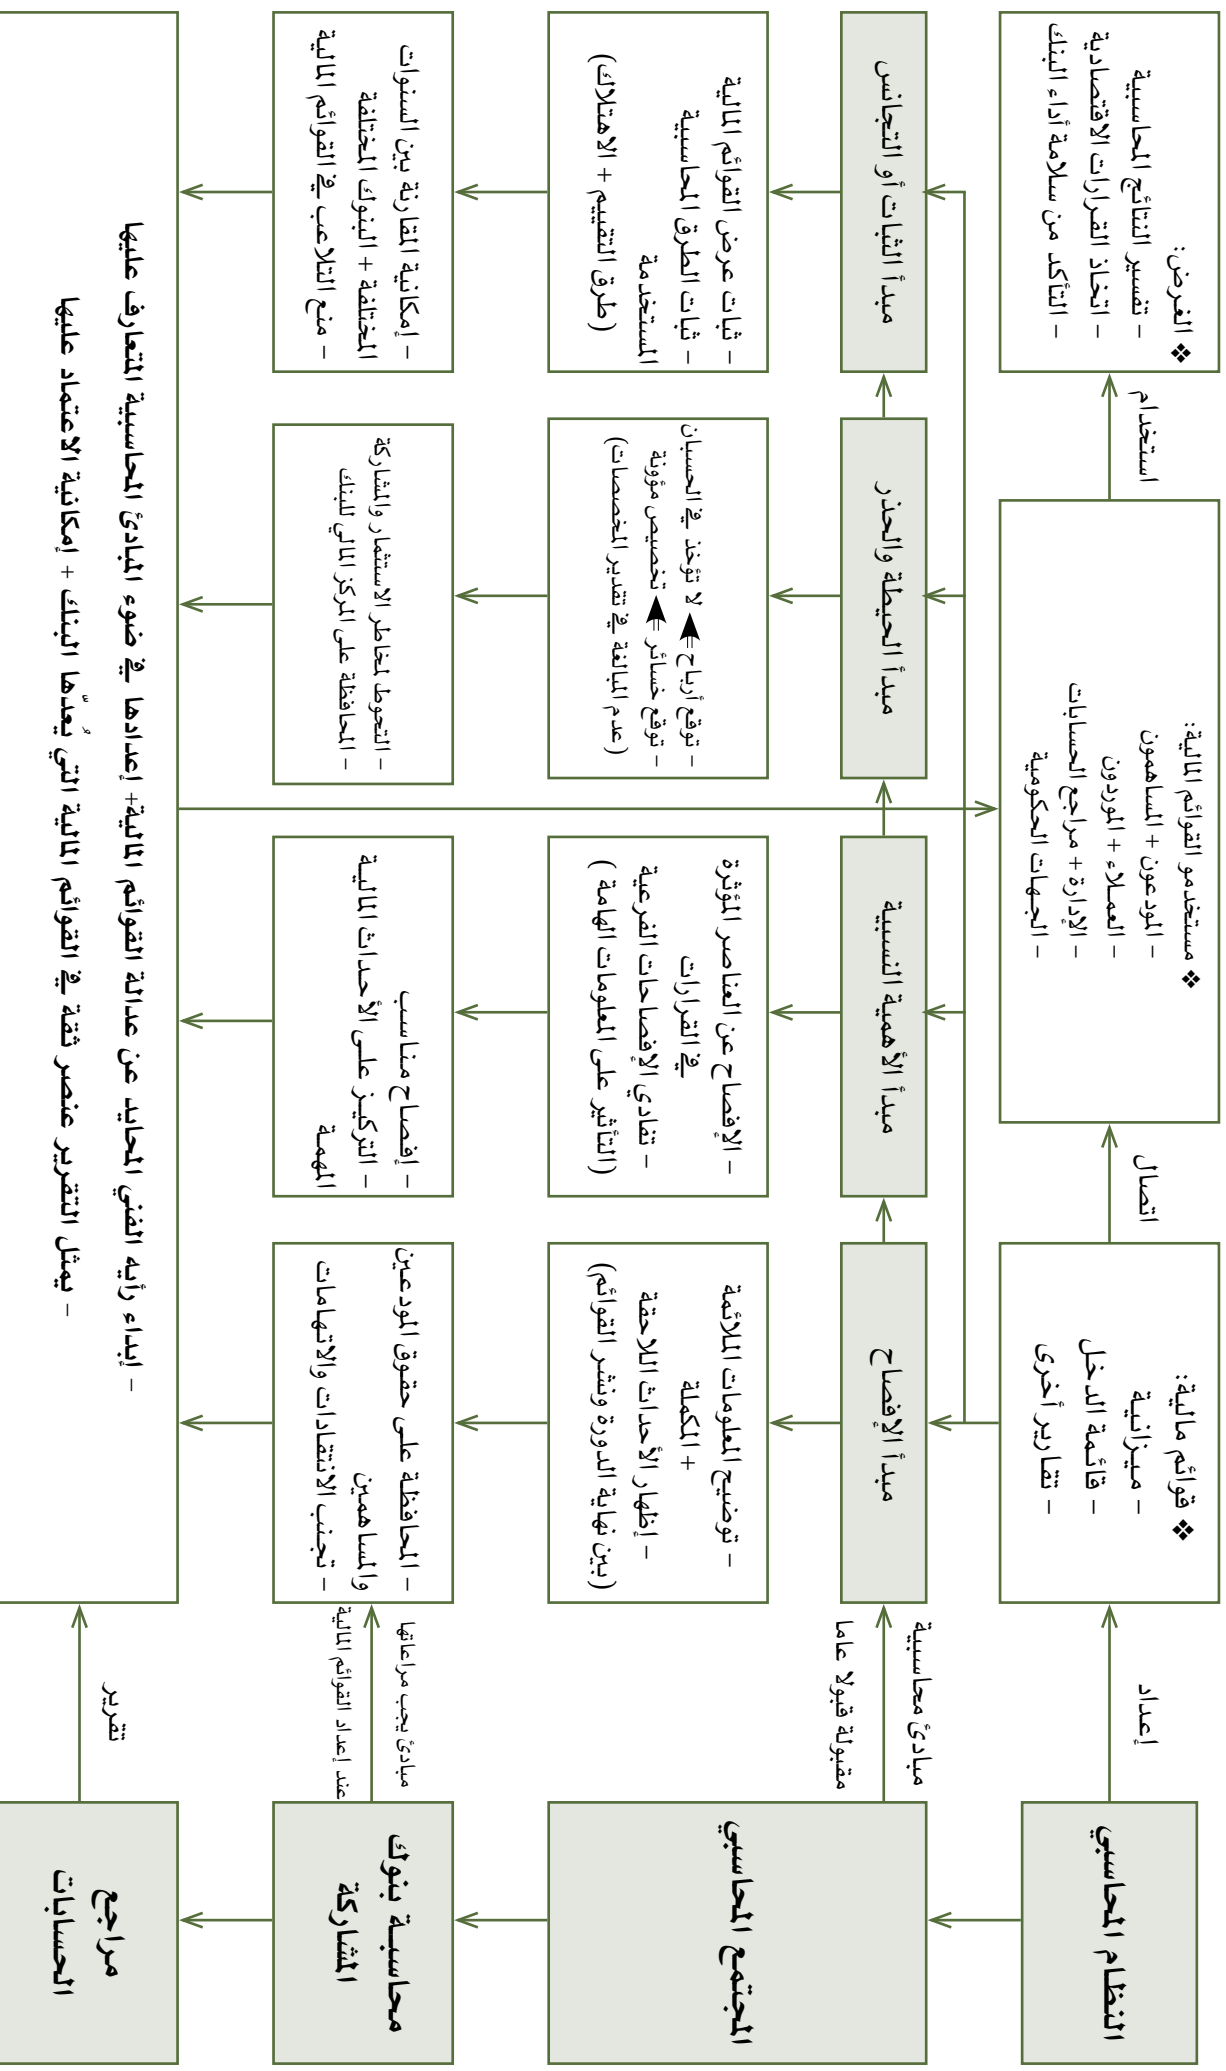 النظام المحاسبي
إعداد
❖ قوائم مالية:
– ميزانية
– قائمة الدخل
– تقارير أخرى
اتصال
❖ مستخدمو القوائم المالية:
– المودعون + المساهمون
– العملاء + الموردون
– الإدارة + مراجع الحسابات
– الجهات الحكومية
استخدام
❖ الغرض:
– تفسير النتائج المحاسبية
– اتخاذ القرارات الاقتصادية
– التأكد من سلامة أداء البنك
المجتمع المحاسبي
مبادئ محاسبية
مقبولة قبولا عاما
مبدأ الإفصاح
مبدأ الأهمية النسبية
مبدأ الحيطة والحذر
مبدأ الثبات أو التجانس
– توضيح المعلومات الملائمة
+ المكملة
– إظهار الأحداث اللاحقة
(بين نهاية الدورة ونشر القوائم)
– الإفصاح عن العناصر المؤثرة
في القرارات
– تفادي الإفصاحات الفرعية
(التأثير على المعلومات الهامة )
– توقع أرباح ⇐ لا تؤخذ في الحسبان
– توقع خسائر ⇐ تخصيص مؤونة
(عدم المبالغة في تقدير المخصصات)
– ثبات عرض القوائم المالية
– ثبات الطرق المحاسبية
المستخدمة
(طرق التقييم + الاهتلاك)
محاسبة بنوك
المشاركة
مبادئ يجب مراعاتها
عند إعداد القوائم المالية
– المحافظة على حقوق المودعين
والمساهمين
– تجنب الانتقادات والاتهامات
– إفصاح مناسب
– التركيز على الأحداث المالية
المهمة
– التحوط لمخاطر الاستثمار والمشاركة
– المحافظة على المركز المالي للبنك
– إمكانية المقارنة بين السنوات
المختلفة + البنوك المختلفة
– منع التلاعب في القوائم المالية
مراجع
الحسابات
تقرير
– إبداء رأيه الفني المحايد عن عدالة القوائم المالية+ إعدادها في ضوء المبادئ المحاسبية المتعارف عليها
– يمثل التقرير عنصر ثقة في القوائم المالية التي يُعدّها البنك + إمكانية الاعتماد عليها